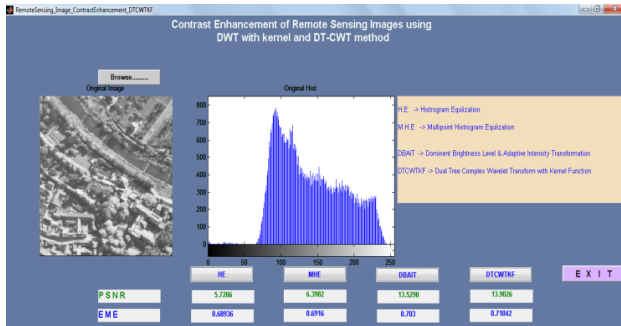 RemoteSensing_Image_ContrastEnhancement_DTCWTKF
Contrast Enhancement of Remote Sensing Images using
DWT with kernel and DT-CWT method
Browse.........
Original Image
Original Hist
800
700
600
500
400
300
200
100
0
0 50 100 150 200 250
H.E. -> Histrogram Equlization
M.H.E -> Multipoint Histrogram Equlization
DBAIT -> Dominent Brightness Level & Adaptive Intensity Transformation
DTCWTKF -> Dual Tree Complex Wavelet Transform with Kernel Function
HE MHE DBAIT DTCWTKF E X I T
P S N R 5.7206 6.3982 13.5290 13.9026
E M E 0.68936 0.6916 0.703 0.71042